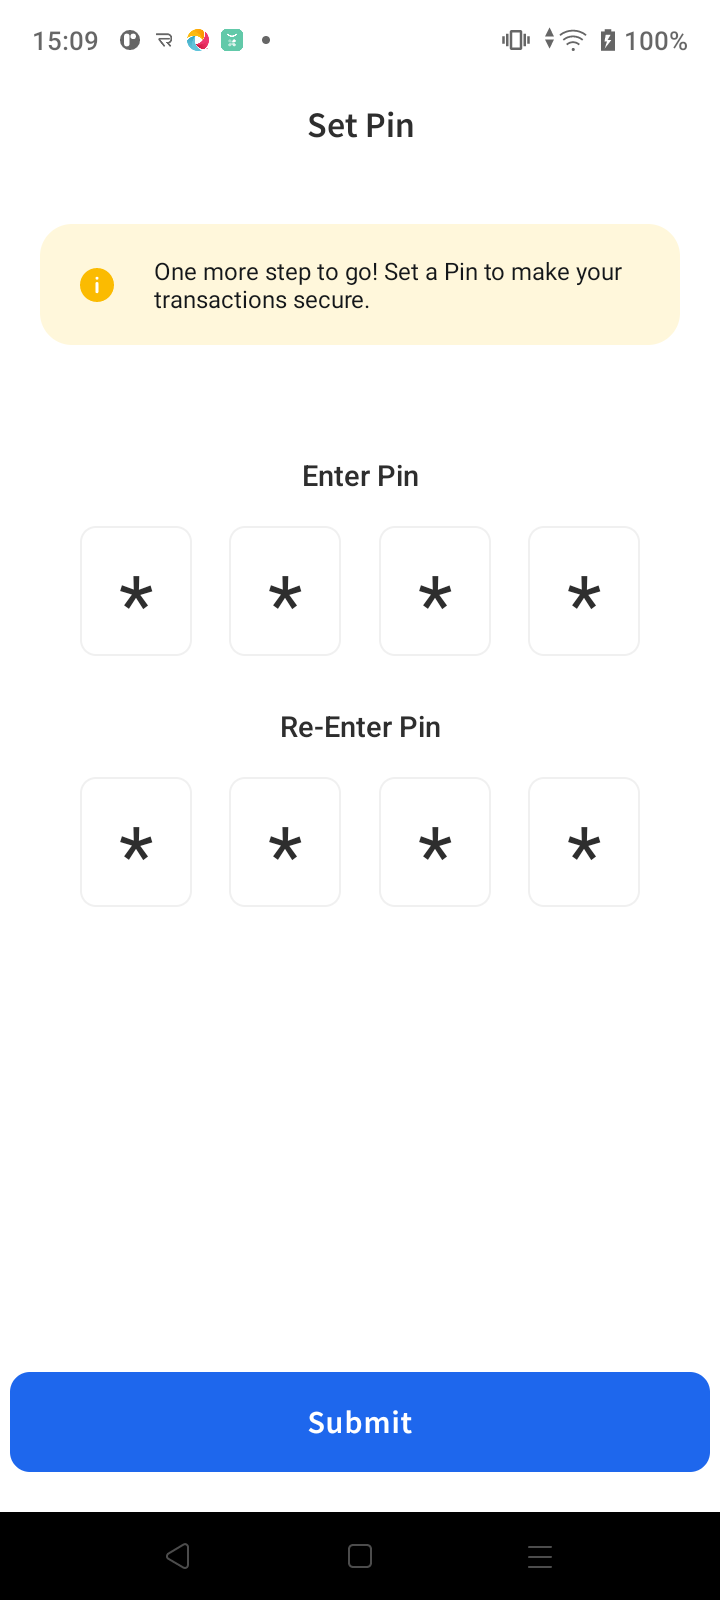 15:09 100%
Set Pin
One more step to go! Set a Pin to make your
transactions secure.
Enter Pin
* * * *
Re-Enter Pin
* * * *
Submit